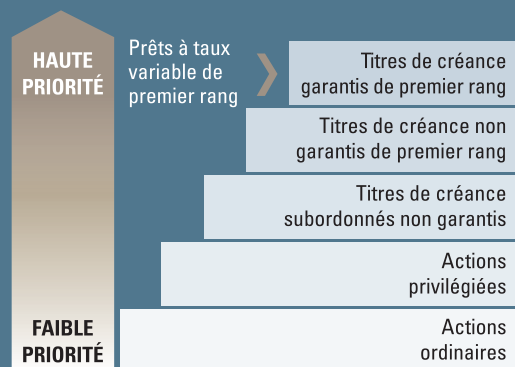 HAUTE
PRIORITÉ
Prêts à taux
variable de
premier rang
Titres de créance
garantis de premier rang
Titres de créance non
garantis de premier rang
Titres de créance
subordonnés non garantis
Actions
privilégiées
FAIBLE
PRIORITÉ
Actions
ordinaires